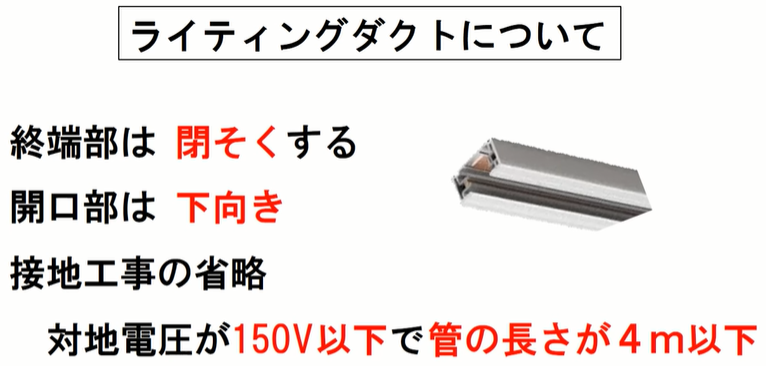 ライティングダクトについて
終端部は 閉そくする
開口部は 下向き
接地工事の省略
対地電圧が150V以下で管の長さが４ｍ以下